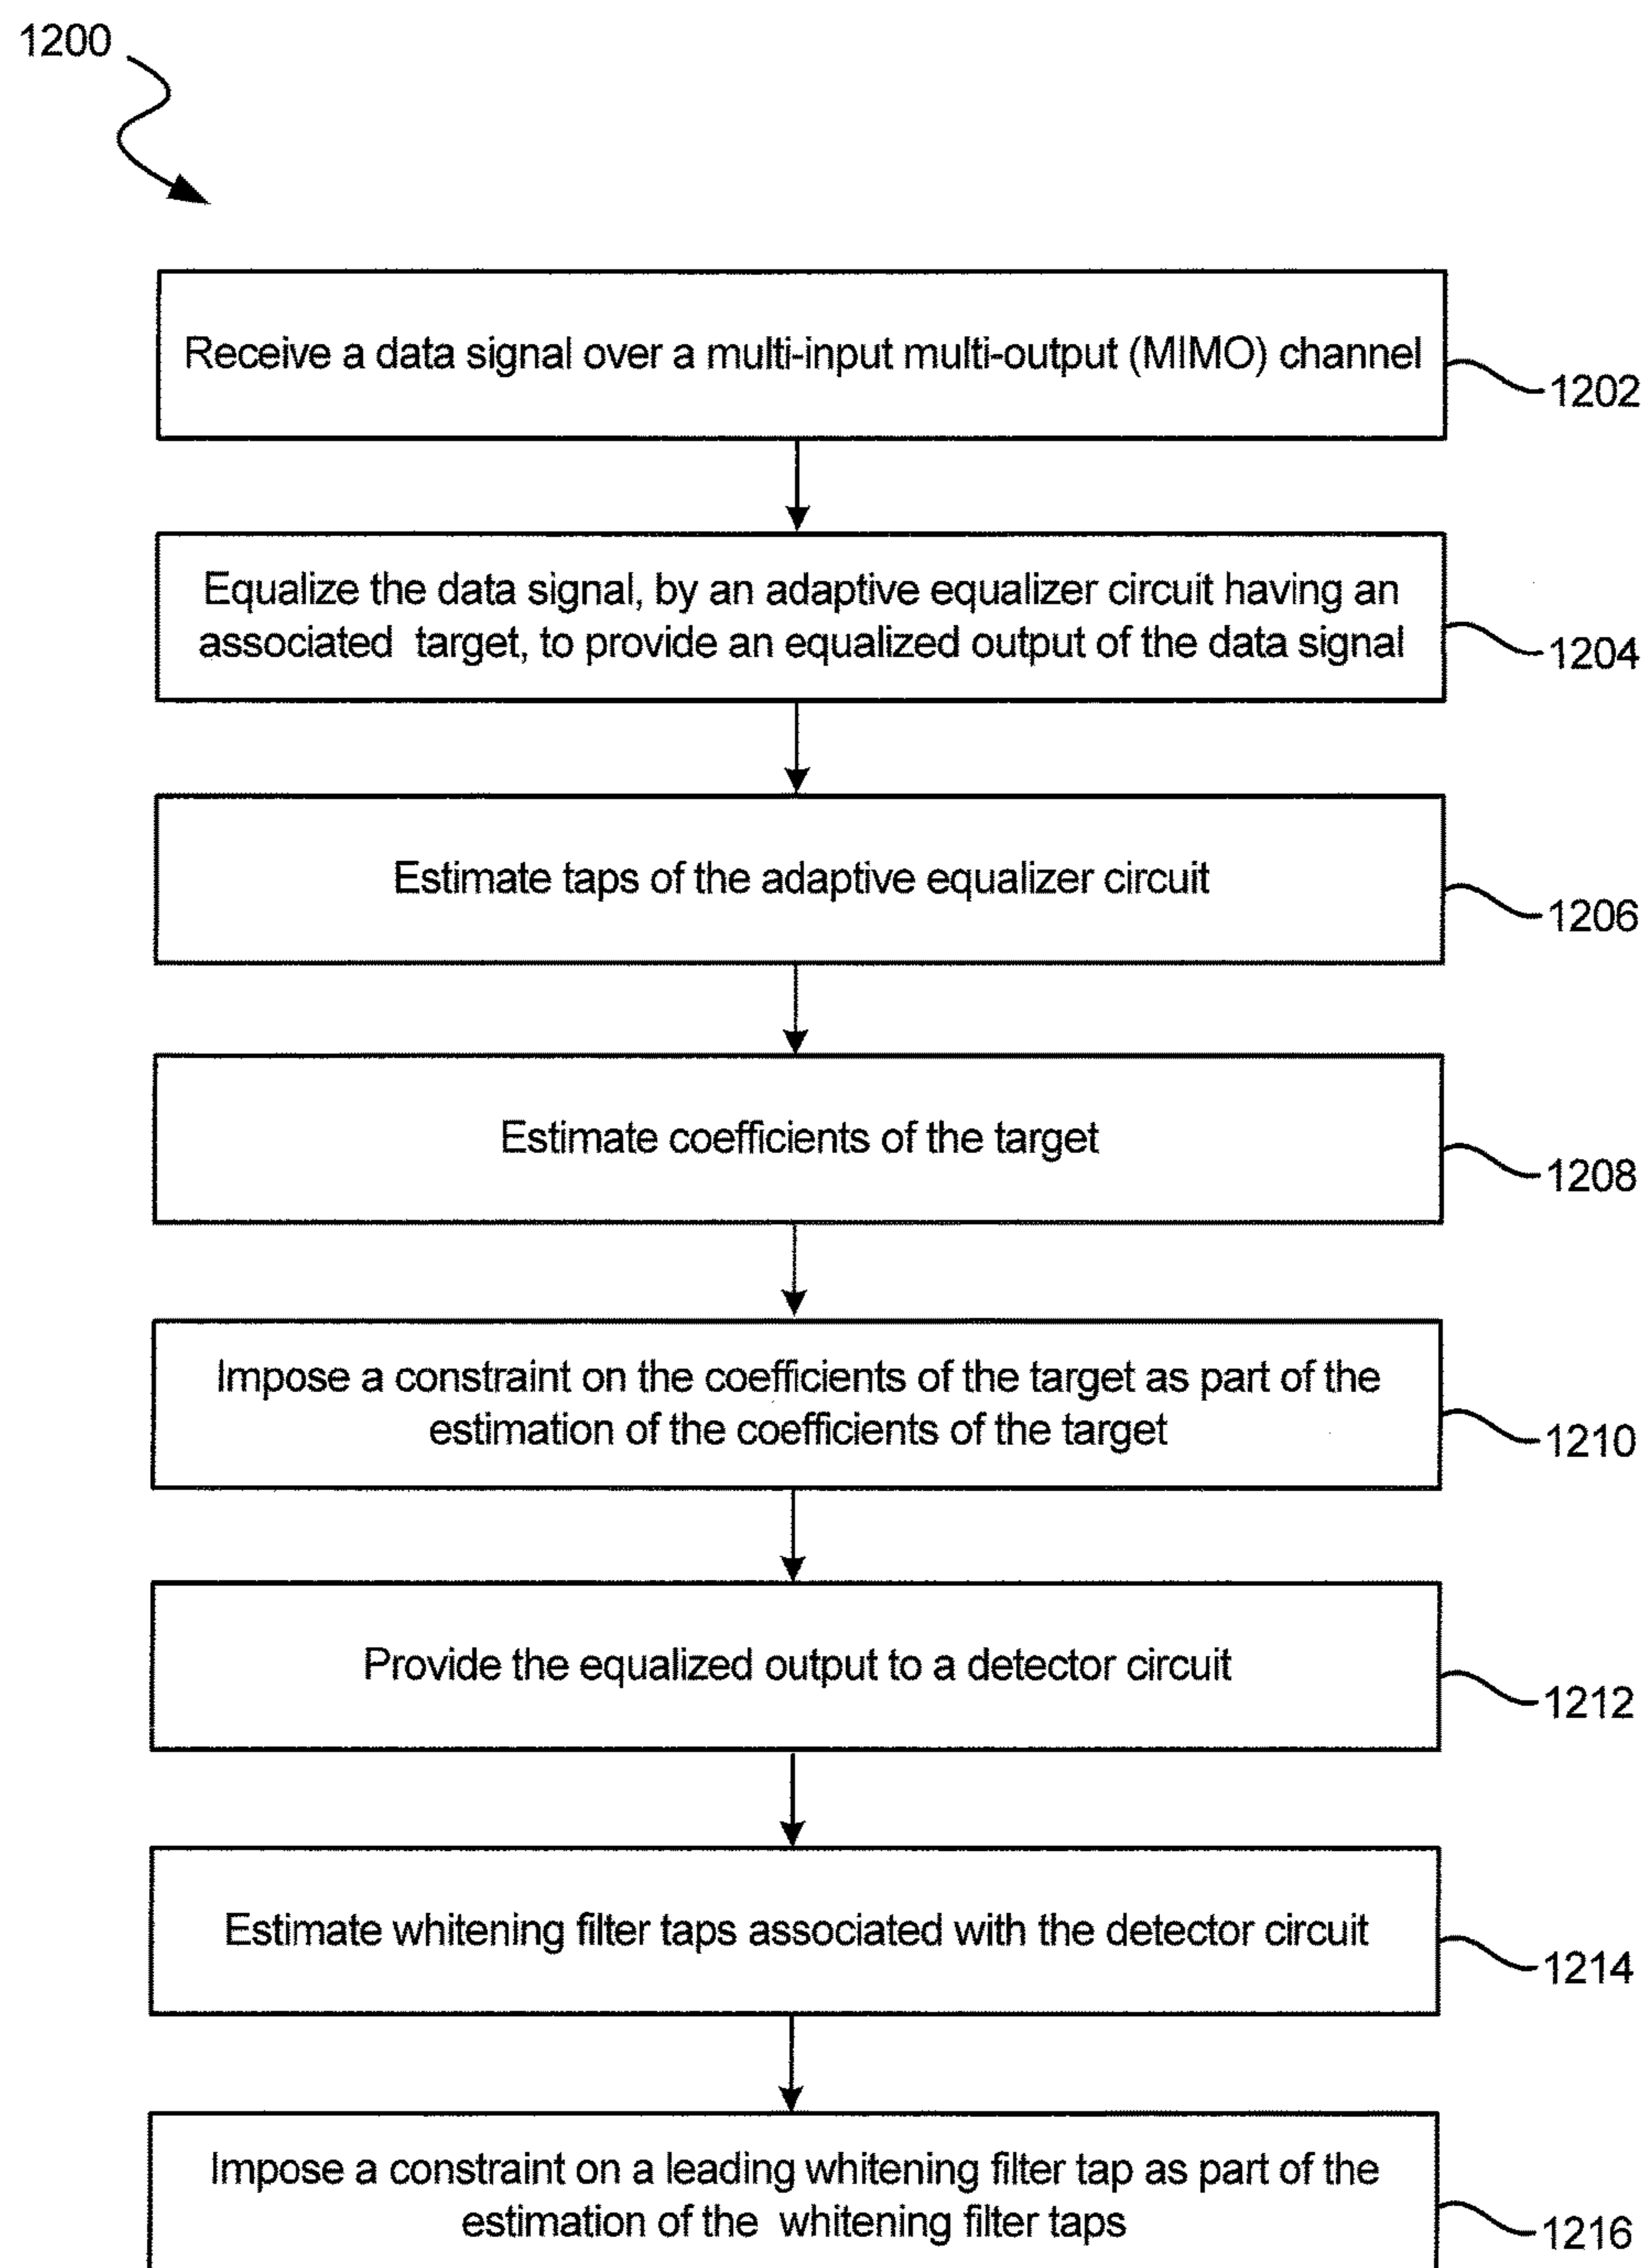 1200
Receive a data signal over a multi-input multi-output (MIMO) channel
1202
Equalize the data signal, by an adaptive equalizer circuit having an
associated target, to provide an equalized output of the data signal
1204
Estimate taps of the adaptive equalizer circuit
1206
Estimate coefficients of the target
1208
Impose a constraint on the coefficients of the target as part of the
estimation of the coefficients of the target
1210
Provide the equalized output to a detector circuit
1212
Estimate whitening filter taps associated with the detector circuit
1214
Impose a constraint on a leading whitening filter tap as part of the
estimation of the whitening filter taps
1216